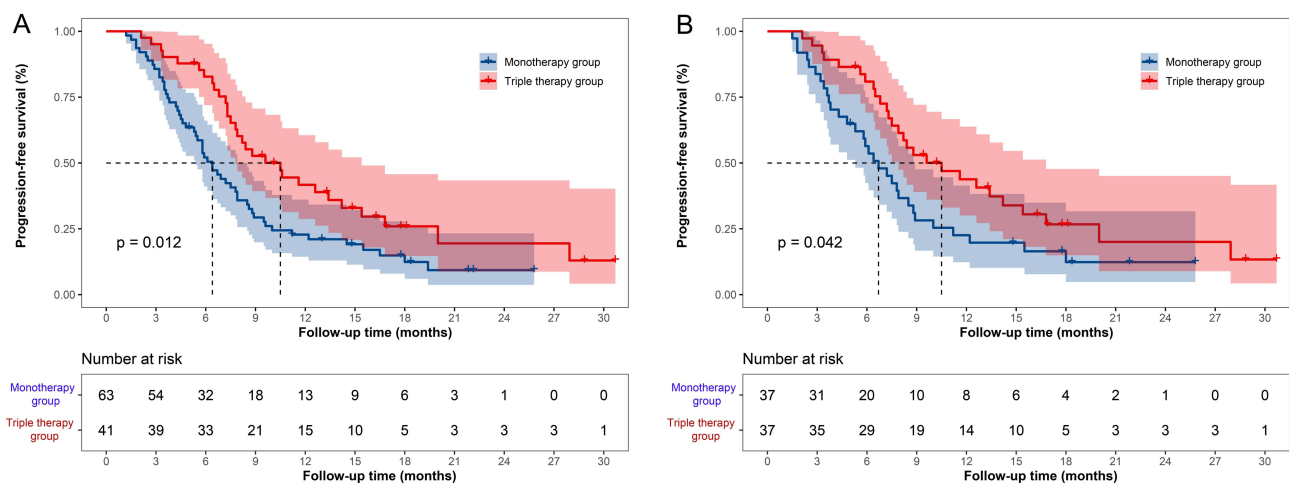 A
Progression-free survival (%)
1.00
0.75
0.50
0.25
0.00
Monotherapy group
Triple therapy group
p = 0.012
0 3 6 9 12 15 18 21 24 27 30
Follow-up time (months)
Number at risk
Monotherapy
group
63 54 32 18 13 9 6 3 1 0 0
Triple therapy
group
41 39 33 21 15 10 5 3 3 3 1
0 3 6 9 12 15 18 21 24 27 30
Follow-up time (months)
B
Progression-free survival (%)
1.00
0.75
0.50
0.25
0.00
Monotherapy group
Triple therapy group
p = 0.042
0 3 6 9 12 15 18 21 24 27 30
Follow-up time (months)
Number at risk
Monotherapy
group
37 31 20 10 8 6 4 2 1 0 0
Triple therapy
group
37 35 29 19 14 10 5 3 3 3 1
0 3 6 9 12 15 18 21 24 27 30
Follow-up time (months)